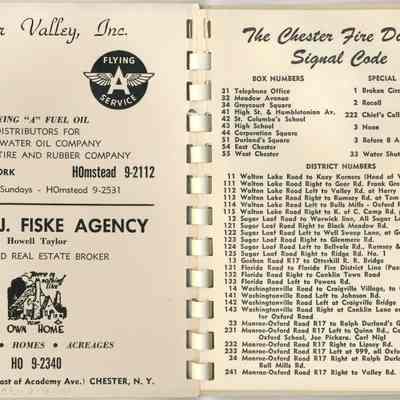 r Valley, Inc.
FLYING
A
SERVICE
YING "A" FUEL OIL
DISTRIBUTORS FOR
WATER OIL COMPANY
TIRE AND RUBBER COMPANY
ORK HOmstead 9-2112
Sundays - HOmstead 9-2531
J. FISKE AGENCY
Howell Taylor
D REAL ESTATE BROKER
OWN HOME
• HOMES • ACREAGES
HO 9-2340
ast of Academy Ave.) CHESTER, N. Y.
The Chester Fire D
Signal Code
BOX NUMBERS
21 Telephone Office
32 Meadow Avenue
34 Graycourt Square
41 High St. & Hambletonian Av.
42 St. Columba's School
43 High School
44 Corporation Square
51 Durland's Square
54 East Chester
55 West Chester
SPECIAL
1 Broken Circ
2 Recall
222 Chief's Call
3 Noon
3 Before 8 A
33 Water Shut
DISTRICT NUMBERS
11 Walton Lake Road to Kozy Korners (Head of
111 Walton Lake Road Right to Goer Rd. Frank Gre
112 Walton Lake Road Left to Valley Rd. at Harry
113 Walton Lake Road Right to Ramsey Rd. to Tom
114 Walton Lake Road Left to Bulls Mills - Oxford
115 Walton Lake Road Right to K. of C. Camp Rd. (
12 Sugar Loaf Road to Warwick line, All Sugar Lo
121 Sugar Loaf Road Right to Black Meadow Rd.
122 Sugar Loaf Road Left to Well Sweep Lane, at Gr
123 Sugar Loaf Road Right to Glenmere Rd.
124 Sugar Loaf Road Left to Bellvale Rd., Ramsey &
125 Sugar Loaf Road Right to Ridge Rd. No. 1
13 Goshen Road R17 to Otterkill R. R. Bridge
131 Florida Road to Florida Fire District Line (Pa
132 Florida Road Right to Conklin Town Road
133 Florida Road Left to Powers Rd.
14 Washingtonville Road to Craigville Village, to
141 Washingtonville Road Left to Johnson Rd.
142 Washingtonville Road Left at Craigville Bridge
143 Washingtonville Road Right at Conklin Lane
for Oxford Road
23 Monroe-Oxford Road R17 to Ralph Durland's
231 Monroe-Oxford Road R17 Left to Quinn Rd., Ca
Oxford School, Joe Pickera, Carl Nigl
232 Monroe-Oxford Road R17 Right to Lipsey Rd.
233 Monroe-Oxford Road R17 Left at 999, all Oxford
24 Monroe-Oxford Road R17 Right at Ralph Durland
Bull Mills Rd.
241 Monroe-Oxford Road R17 Right to Valley Rd.,